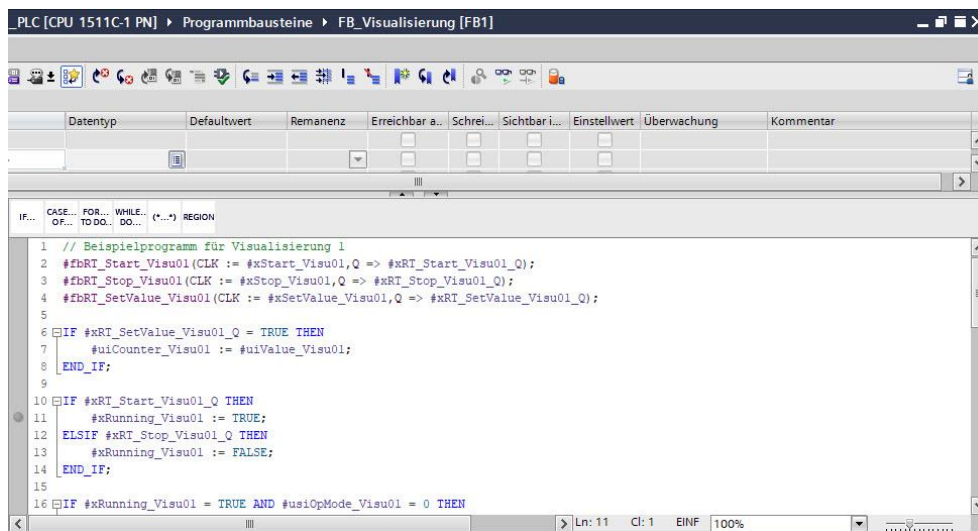 _PLC [CPU 1511C-1 PN] ▸ Programmbausteine ▸ FB_Visualisierung [FB1]
Datentyp Defaultwert Remanenz Erreichbar a... Schrei... Sichtbar i... Einstellwert Überwachung Kommentar
IF... CASE... OF... FOR... TO DO.. WHILE.. DO... (*...*) REGION
1 // Beispielprogramm für Visualisierung 1
2 #fbRT_Start_Visu01(CLK := #xStart_Visu01,Q => #xRT_Start_Visu01_Q);
3 #fbRT_Stop_Visu01(CLK := #xStop_Visu01,Q => #xRT_Stop_Visu01_Q);
4 #fbRT_SetValue_Visu01(CLK := #xSetValue_Visu01,Q => #xRT_SetValue_Visu01_Q);
5
6 IF #xRT_SetValue_Visu01_Q = TRUE THEN
7 #uiCounter_Visu01 := #uiValue_Visu01;
8 END_IF;
9
10 IF #xRT_Start_Visu01_Q THEN
11 #xRunning_Visu01 := TRUE;
12 ELSIF #xRT_Stop_Visu01_Q THEN
13 #xRunning_Visu01 := FALSE;
14 END_IF;
15
16 IF #xRunning_Visu01 = TRUE AND #usiOpMode_Visu01 = 0 THEN
Ln: 11 Cl: 1 EINF 100%